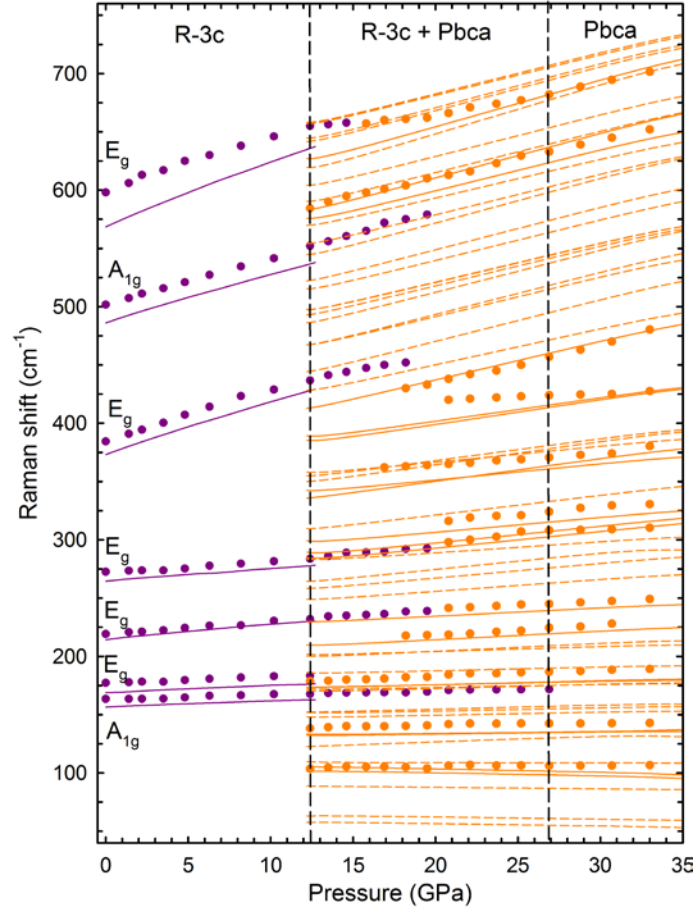 R-3c
R-3c + Pbca
Pbca
700
600
500
400
300
200
100
Raman shift (cm-1)
Eg
A1g
Eg
Eg
Eg
Eg
A1g
0
5
10
15
20
25
30
35
Pressure (GPa)